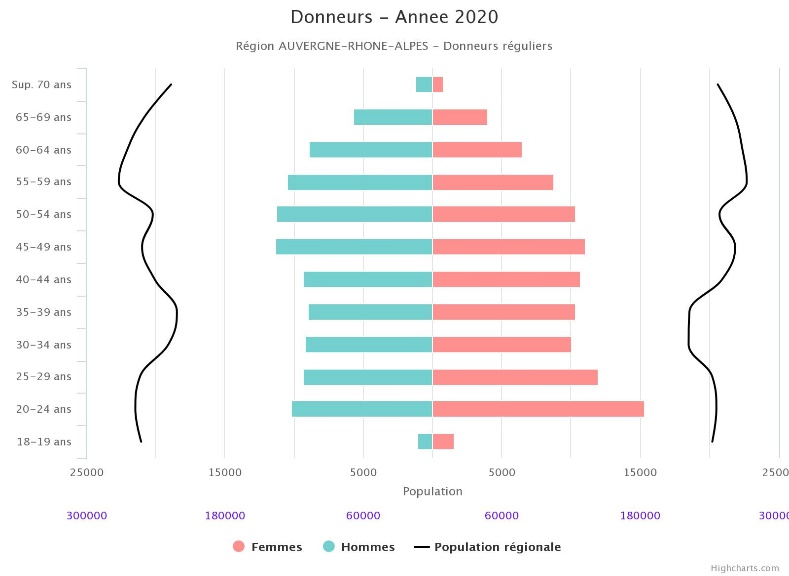 Donneurs - Annee 2020
Région AUVERGNE-RHONE-ALPES - Donneurs réguliers
Sup. 70 ans
65-69 ans
60-64 ans
55-59 ans
50-54 ans
45-49 ans
40-44 ans
35-39 ans
30-34 ans
25-29 ans
20-24 ans
18-19 ans
25000 15000 5000 5000 15000 2500
Population
300000 180000 60000 60000 180000 30000
Femmes Hommes Population régionale
Highcharts.com